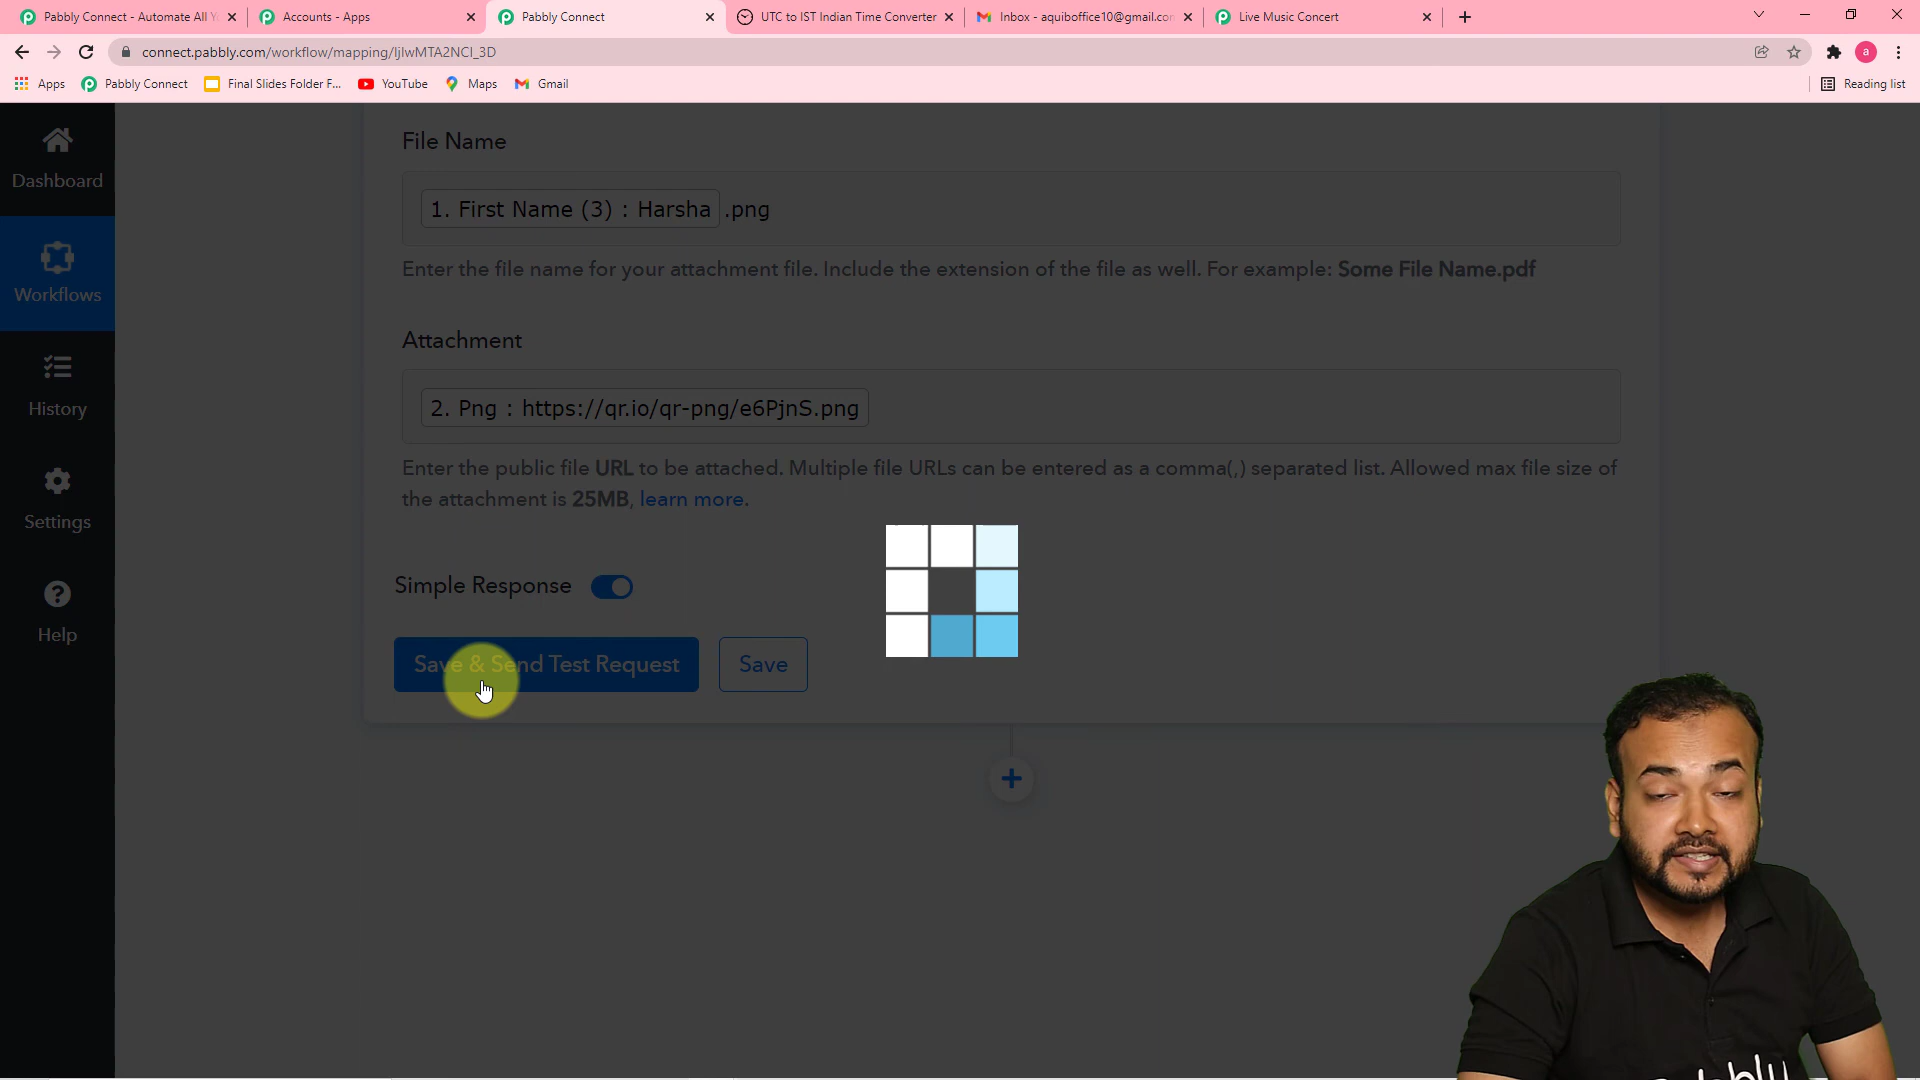 Pabbly Connect - Automate All Y
Accounts - Apps
Pabbly Connect
UTC to IST Indian Time Converter
Inbox - aquiboffice10@gmail.con
Live Music Concert
connect.pabbly.com/workflow/mapping/IjIwMTA2NCI_3D
a
Apps
Pabbly Connect
Final Slides Folder F...
YouTube
Maps
Gmail
Reading list
Dashboard
Workflows
History
Settings
Help
File Name
1. First Name (3) : Harsha .png
Enter the file name for your attachment file. Include the extension of the file as well. For example: Some File Name.pdf
Attachment
2. Png : https://qr.io/qr-png/e6PjnS.png
Enter the public file URL to be attached. Multiple file URLs can be entered as a comma(,) separated list. Allowed max file size of
the attachment is 25MB, learn more.
Simple Response
Save & Send Test Request
Save
Pabbly